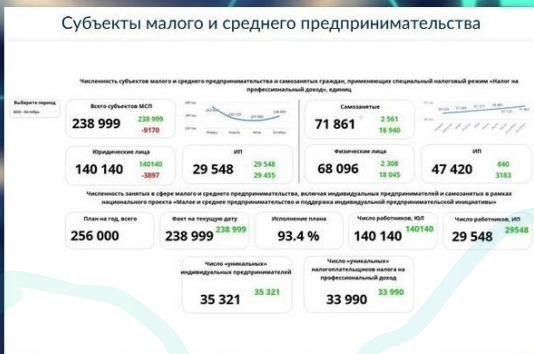 Субъекты малого и среднего предпринимательства
Численность субъектов малого и среднего предпринимательства и самозанятых граждан, применяющих специальный налоговый режим «Налог на
профессиональный доход», единиц
Выберите период
Всего субъектов МСП
238 999
238 999
-9170
Самозанятые
71 861
2 561
18 940
Юридические лица
140 140
140140
-3897
ИП
29 548
29 548
29 455
Физические лица
68 096
2 308
18 045
ИП
47 420
840
3183
Численность занятых в сфере малого и среднего предпринимательства, включая индивидуальных предпринимателей и самозанятых в рамках
национального проекта «Малое и среднее предпринимательство и поддержка индивидуальной предпринимательской инициативы»
План на год, всего
256 000
Факт на текущую дату
238 999
238 999
Исполнение плана
93.4 %
Число работников, ЮЛ
140 140
140140
Число работников, ИП
29 548
29548
Число «уникальных»
индивидуальных предпринимателей
35 321
35 321
Число «уникальных»
налогоплательщиков налога на
профессиональный доход
33 990
33 990